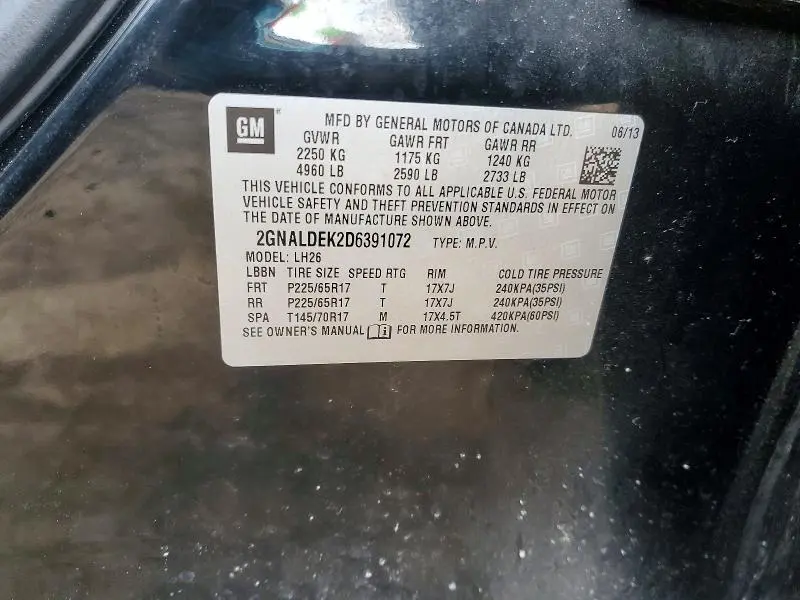 GM
MFD BY GENERAL MOTORS OF CANADA LTD. 06/13
GVWR GAWR FRT GAWR RR
2250 KG 1175 KG 1240 KG
4960 LB 2590 LB 2733 LB
THIS VEHICLE CONFORMS TO ALL APPLICABLE U.S. FEDERAL MOTOR
VEHICLE SAFETY AND THEFT PREVENTION STANDARDS IN EFFECT ON
THE DATE OF MANUFACTURE SHOWN ABOVE.
2GNALDEK2D6391072 TYPE: M.P.V.
MODEL: LH26
LBBN TIRE SIZE SPEED RTG RIM COLD TIRE PRESSURE
FRT P225/65R17 T 17X7J 240KPA(35PSI)
RR P225/65R17 T 17X7J 240KPA(35PSI)
SPA T145/70R17 M 17X4.5T 420KPA(60PSI)
SEE OWNER'S MANUAL i FOR MORE INFORMATION.